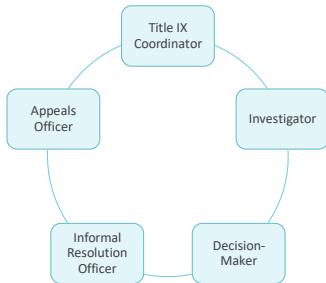 Title IX
Coordinator
Appeals
Officer
Investigator
Informal
Resolution
Officer
Decision-
Maker